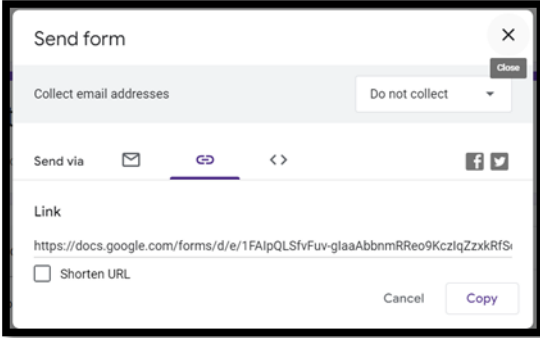 Send form
Close
Collect email addresses Do not collect
Send via
Link
https://docs.google.com/forms/d/e/1FAIpQLSfvFuv-gIaaAbbnmRReo9KczIqZzxkRfS
Shorten URL
Cancel Copy